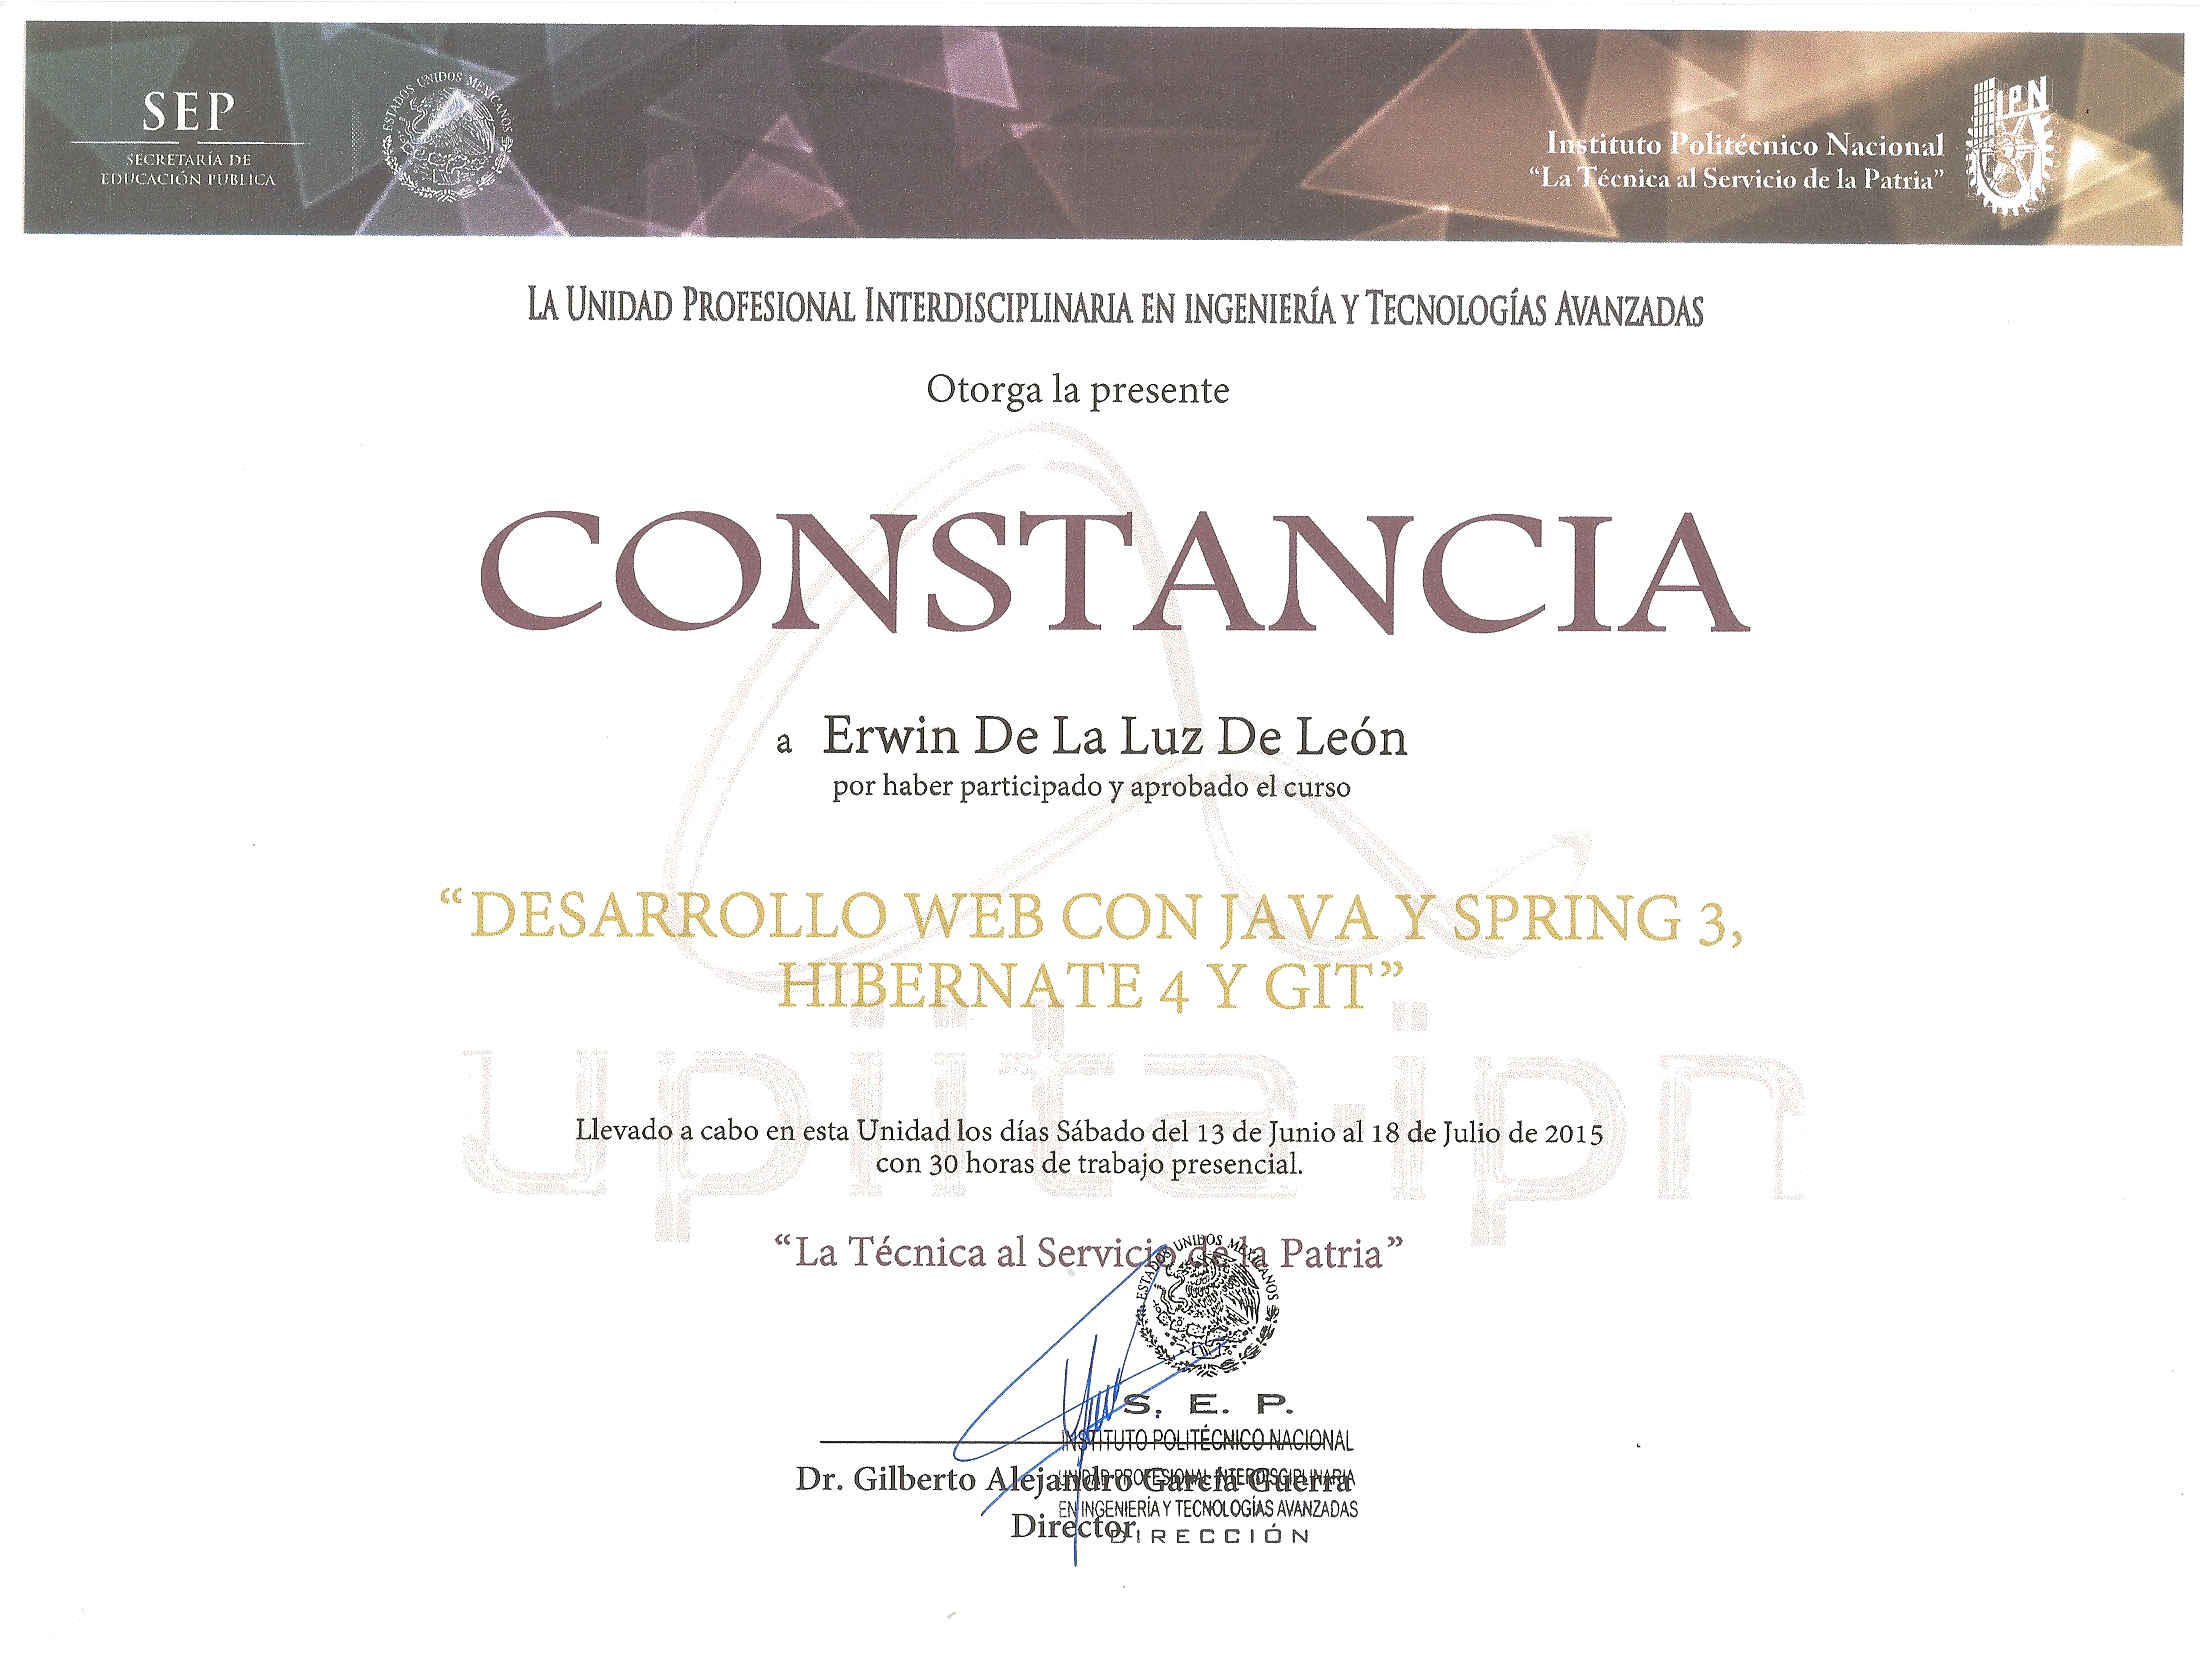 SEP
SECRETARÍA DE
EDUCACIÓN PÚBLICA
ESTADOS UNIDOS MEXICANOS
Instituto Politécnico Nacional
“La Técnica al Servicio de la Patria”
IPN
LA UNIDAD PROFESIONAL INTERDISCIPLINARIA EN INGENIERÍA Y TECNOLOGÍAS AVANZADAS
Otorga la presente
CONSTANCIA
a Erwin De La Luz De León
por haber participado y aprobado el curso
“DESARROLLO WEB CON JAVA Y SPRING 3,
HIBERNATE 4 Y GIT”
upiita-ipn
Llevado a cabo en esta Unidad los días Sábado del 13 de Junio al 18 de Julio de 2015
con 30 horas de trabajo presencial.
“La Técnica al Servicio de la Patria”
ESTADOS UNIDOS MEXICANOS
S. E. P.
INSTITUTO POLITÉCNICO NACIONAL
UNIDAD PROFESIONAL INTERDISCIPLINARIA
EN INGENIERÍA Y TECNOLOGÍAS AVANZADAS
DIRECCIÓN
Dr. Gilberto Alejandro García Guerra
Director